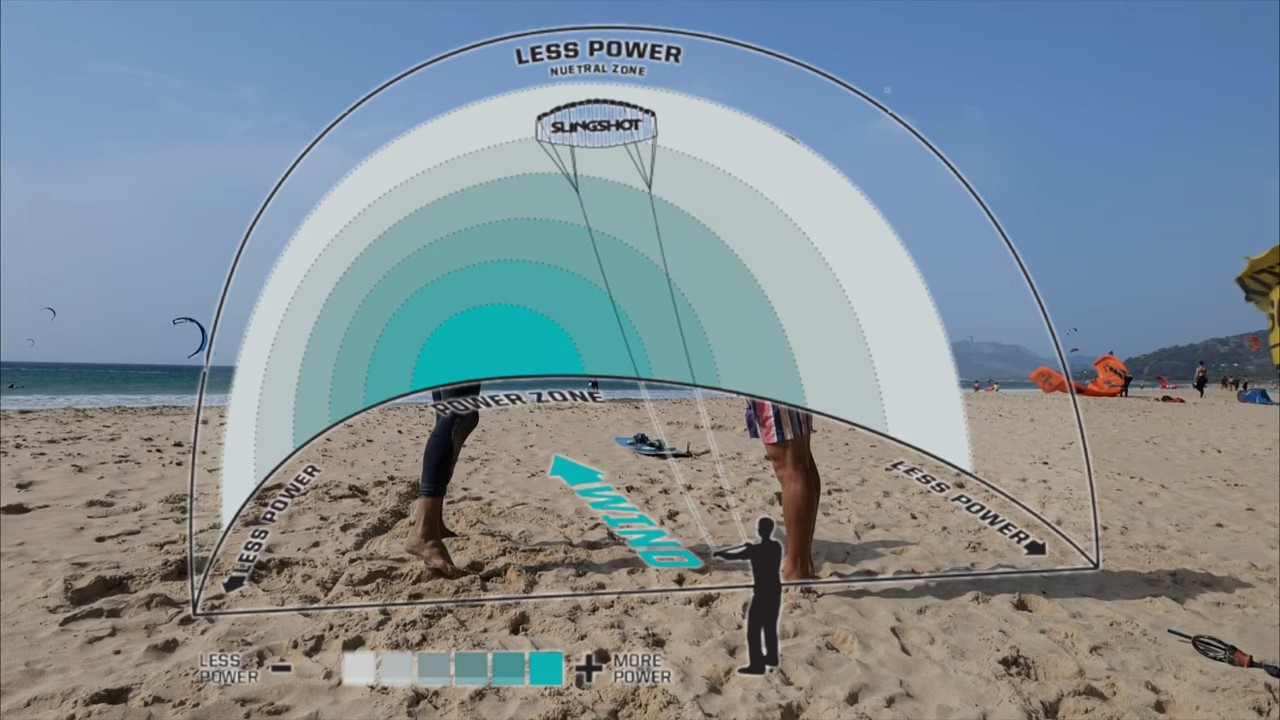 LESS POWER
NUETRAL ZONE
SLINGSHOT
POWER ZONE
LESS POWER
LESS POWER
WIND
LESS
POWER
MORE
POWER